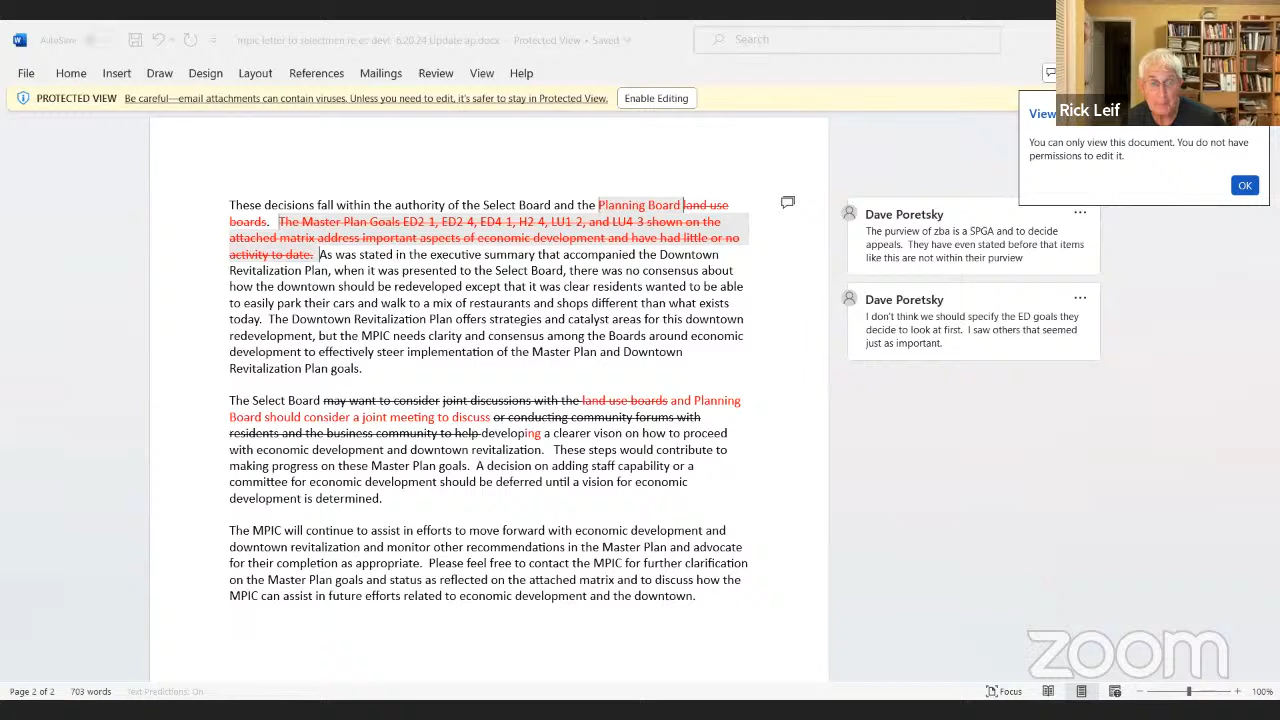 AutoSave
mpic letter to selectmen re ec devt 6.20.24 Update ap.docx - Protected View • Saved
Search
File Home Insert Draw Design Layout References Mailings Review View Help
PROTECTED VIEW Be careful—email attachments can contain viruses. Unless you need to edit, it's safer to stay in Protected View. Enable Editing
Rick Leif
View
You can only view this document. You do not have
permissions to edit it.
OK
These decisions fall within the authority of the Select Board and the Planning Board land use
boards. The Master Plan Goals ED2-1, ED2-4, ED4-1, H2-4, LU1-2, and LU4-3 shown on the
attached matrix address important aspects of economic development and have had little or no
activity to date. As was stated in the executive summary that accompanied the Downtown
Revitalization Plan, when it was presented to the Select Board, there was no consensus about
how the downtown should be redeveloped except that it was clear residents wanted to be able
to easily park their cars and walk to a mix of restaurants and shops different than what exists
today. The Downtown Revitalization Plan offers strategies and catalyst areas for this downtown
redevelopment, but the MPIC needs clarity and consensus among the Boards around economic
development to effectively steer implementation of the Master Plan and Downtown
Revitalization Plan goals.
The Select Board may want to consider joint discussions with the land use boards and Planning
Board should consider a joint meeting to discuss or conducting community forums with
residents and the business community to help developing a clearer vison on how to proceed
with economic development and downtown revitalization. These steps would contribute to
making progress on these Master Plan goals. A decision on adding staff capability or a
committee for economic development should be deferred until a vision for economic
development is determined.
The MPIC will continue to assist in efforts to move forward with economic development and
downtown revitalization and monitor other recommendations in the Master Plan and advocate
for their completion as appropriate. Please feel free to contact the MPIC for further clarification
on the Master Plan goals and status as reflected on the attached matrix and to discuss how the
MPIC can assist in future efforts related to economic development and the downtown.
Dave Poretsky
The purview of zba is a SPGA and to decide
appeals. They have even stated before that items
like this are not within their purview
Dave Poretsky
I don't think we should specify the ED goals they
decide to look at first. I saw others that seemed
just as important.
zoom
Page 2 of 2 703 words Text Predictions: On
Focus
100%